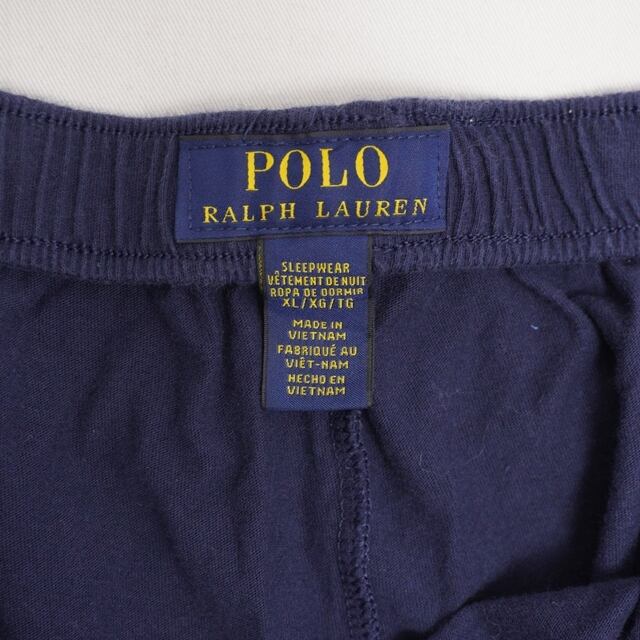 POLO
RALPH LAUREN
SLEEPWEAR
VÊTEMENT DE NUIT
ROPA DE DORMIR
XL/XG/TG
MADE IN
VIETNAM
FABRIQUÉ AU
VIÊT-NAM
HECHO EN
VIETNAM